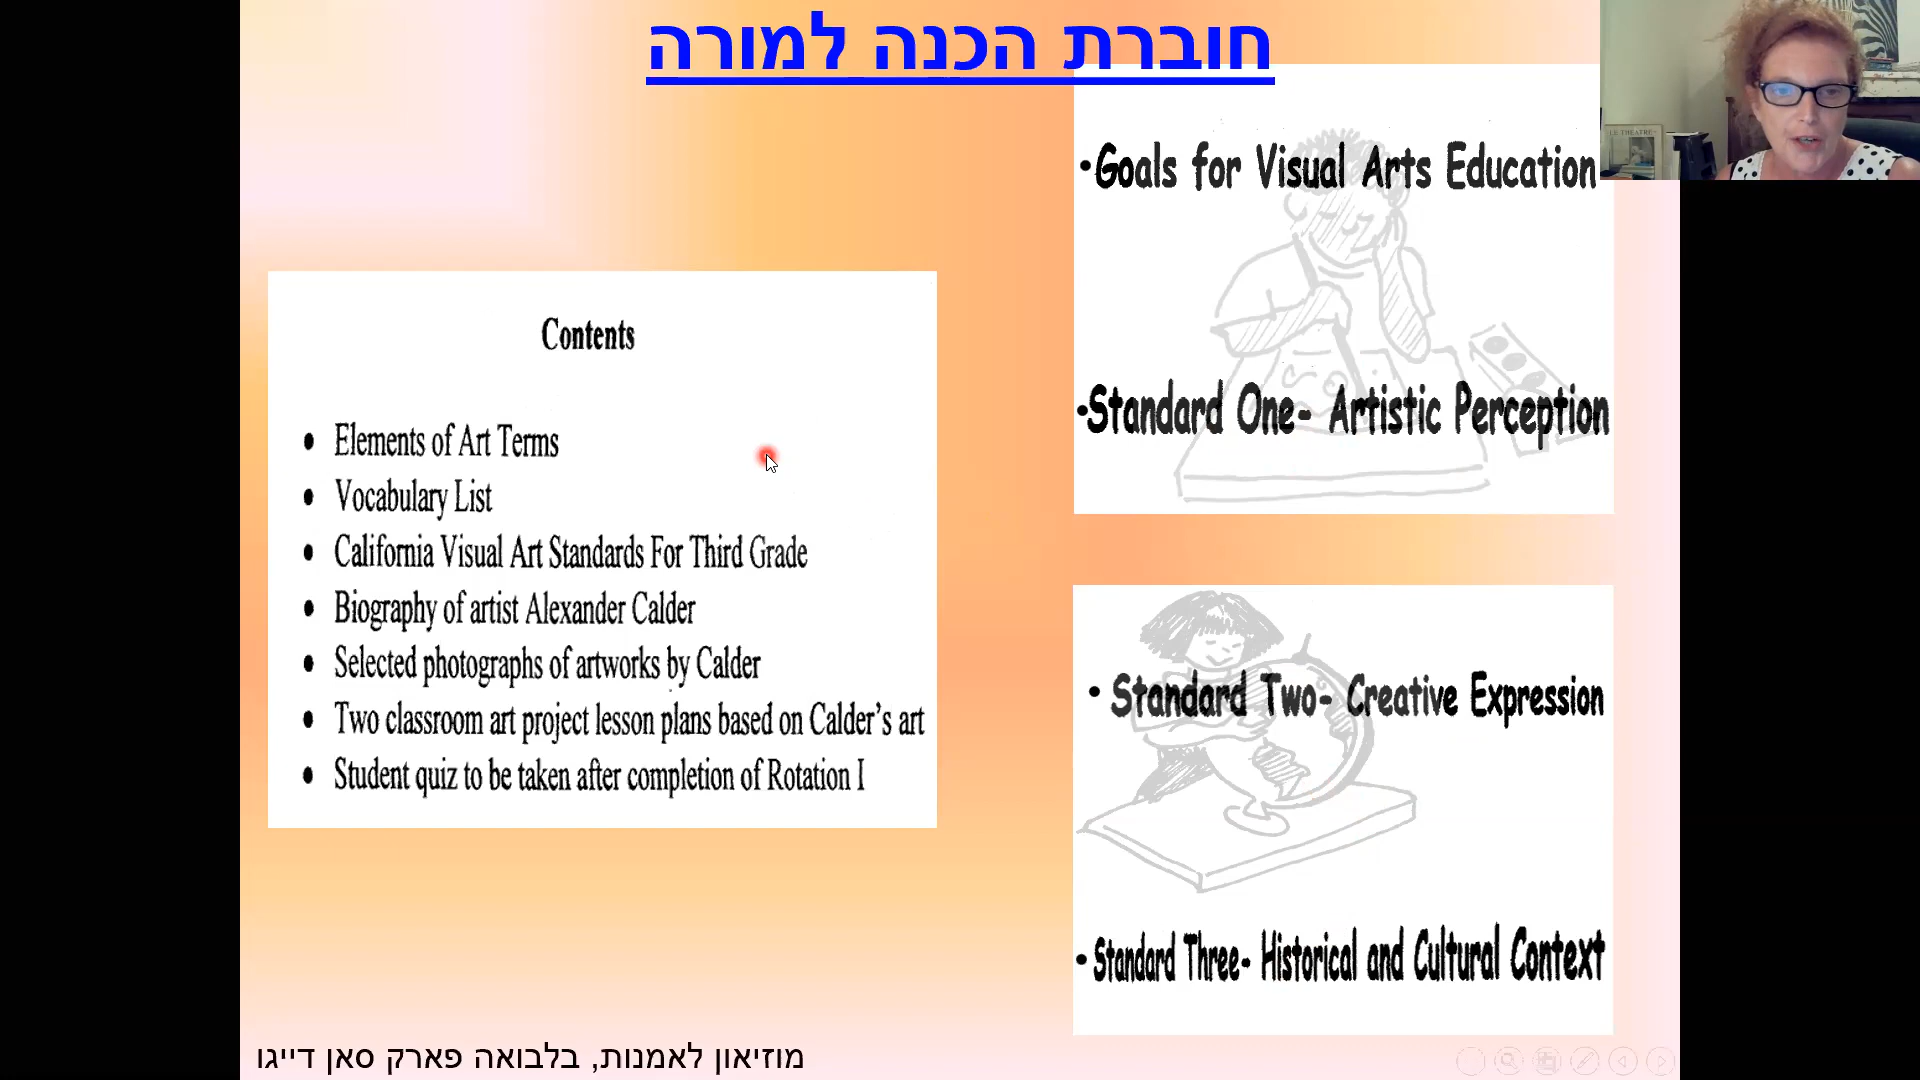 חוברת הכנה למורה
Contents
• Elements of Art Terms
• Vocabulary List
• California Visual Art Standards For Third Grade
• Biography of artist Alexander Calder
• Selected photographs of artworks by Calder
• Two classroom art project lesson plans based on Calder's art
• Student quiz to be taken after completion of Rotation I
•Goals for Visual Arts Education
•Standard One- Artistic Perception
• Standard Two- Creative Expression
• Standard Three- Historical and Cultural Context
מוזיאון לאמנות, בלבואה פארק סאן דייגו
LE THEATRE